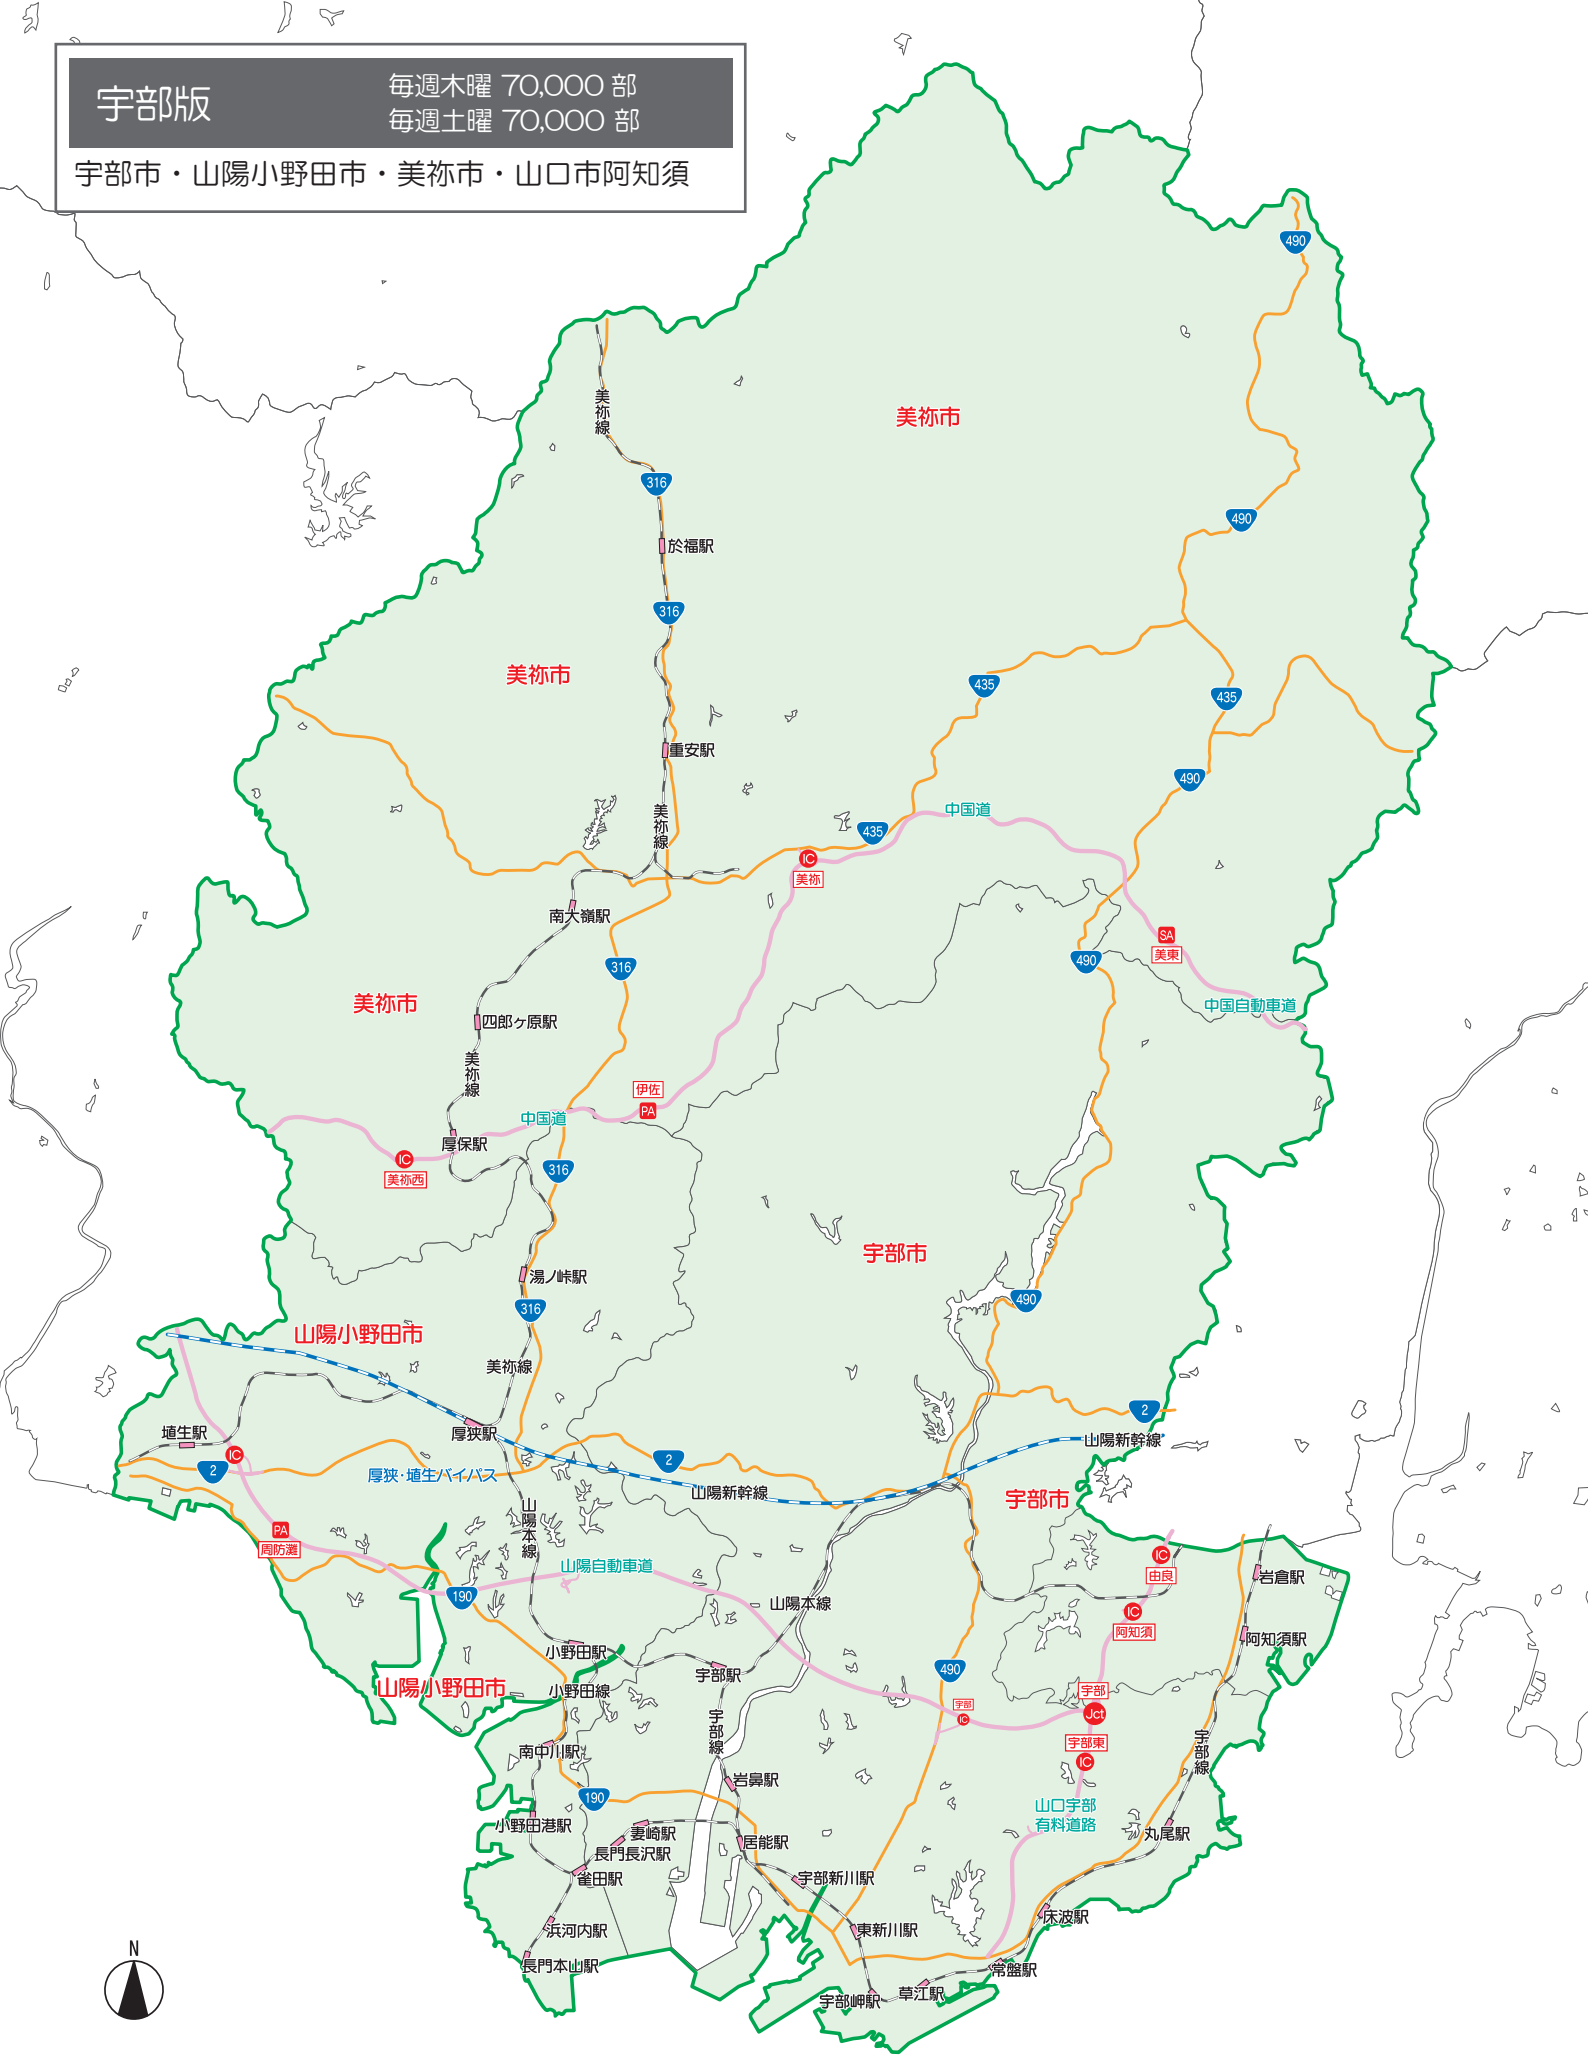 宇部版
毎週木曜 70,000 部
毎週土曜 70,000 部
宇部市・山陽小野田市・美祢市・山口市阿知須
490
美祢線
美祢市
316
490
於福駅
316
美祢市
435
435
重安駅
490
美祢線
中国道
435
IC
美祢
南大嶺駅
SA
美東
490
316
美祢市
中国自動車道
四郎ヶ原駅
美祢線
伊佐
PA
中国道
厚保駅
IC
美祢西
316
宇部市
湯ノ峠駅
490
316
山陽小野田市
美祢線
2
埴生駅
厚狭駅
山陽新幹線
IC
2
2
厚狭・埴生バイパス
山陽新幹線
宇部市
山陽本線
PA
周防灘
IC
由良
山陽自動車道
岩倉駅
190
山陽本線
IC
阿知須
阿知須駅
小野田駅
宇部駅
490
山陽小野田市
小野田線
宇部
宇部
IC
Jct
宇部線
宇部東
IC
宇部線
南中川駅
岩鼻駅
190
山口宇部
有料道路
小野田港駅
妻崎駅
丸尾駅
居能駅
長門長沢駅
雀田駅
宇部新川駅
床波駅
浜河内駅
東新川駅
長門本山駅
常盤駅
草江駅
宇部岬駅
N